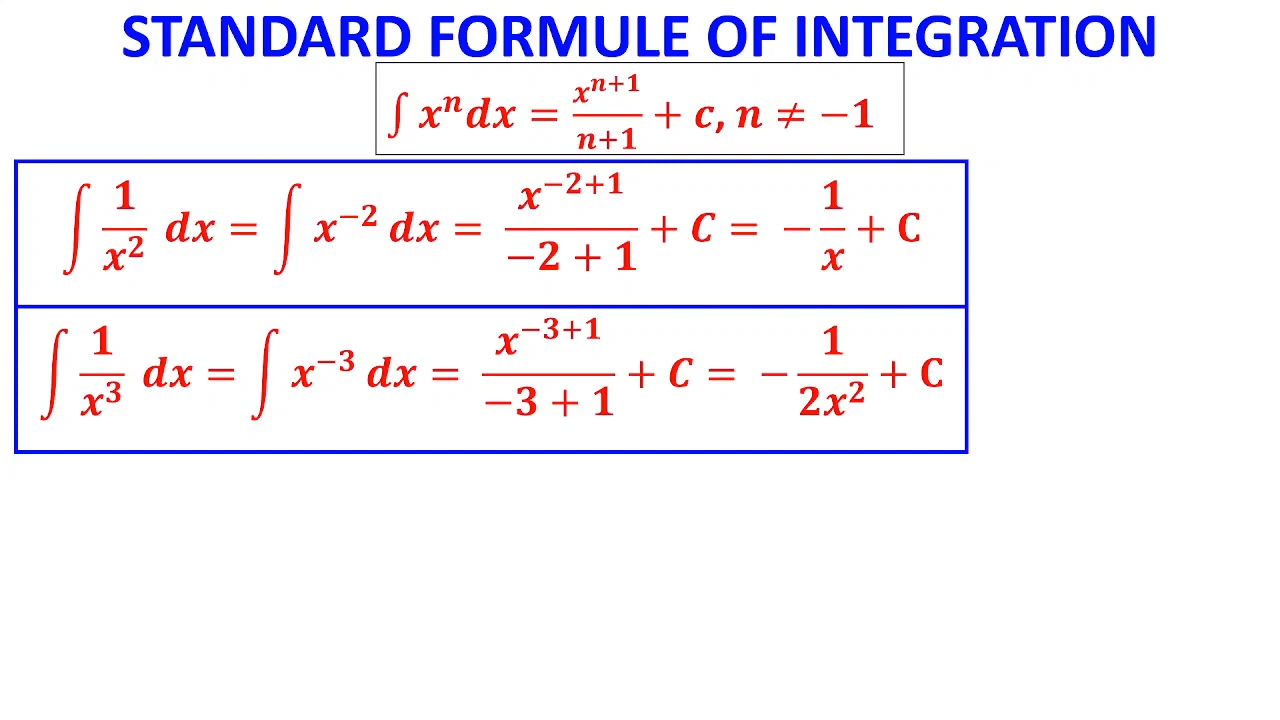 STANDARD FORMULE OF INTEGRATION
∫ xⁿdx = xⁿ⁺¹/n+1 + c, n ≠ −1
∫ 1/x² dx = ∫ x⁻² dx = x⁻²⁺¹/−2 + 1 + C = −1/x + C
∫ 1/x³ dx = ∫ x⁻³ dx = x⁻³⁺¹/−3 + 1 + C = −1/2x² + C